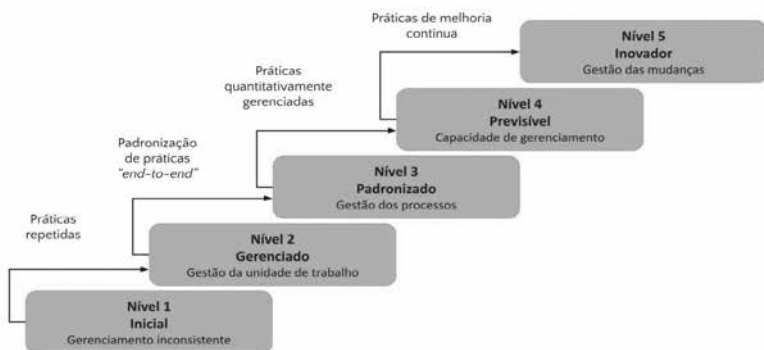 Práticas de melhoria
continua
Nível 5
Inovador
Gestão das mudanças
Práticas
quantitativamente
gerenciadas
Nível 4
Previsível
Capacidade de gerenciamento
Padronização
de práticas
"end-to-end"
Nível 3
Padronizado
Gestão dos processos
Práticas
repetidas
Nível 2
Gerenciado
Gestão da unidade de trabalho
Nível 1
Inicial
Gerenciamento inconsistente